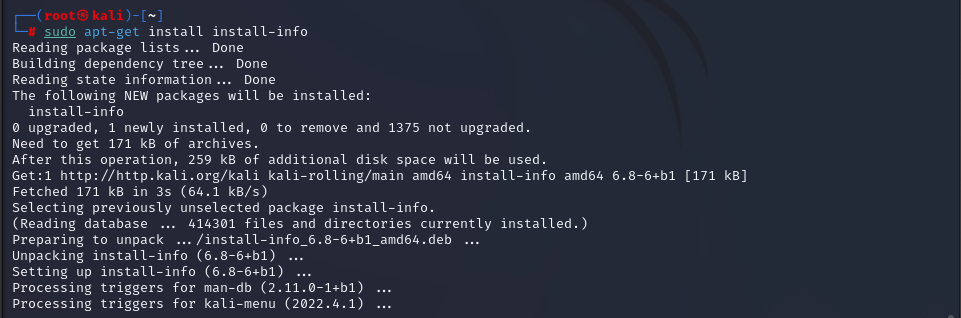 ┌──(root㉿kali)-[~]
└─# sudo apt-get install install-info
Reading package lists... Done
Building dependency tree... Done
Reading state information... Done
The following NEW packages will be installed:
  install-info
0 upgraded, 1 newly installed, 0 to remove and 1375 not upgraded.
Need to get 171 kB of archives.
After this operation, 259 kB of additional disk space will be used.
Get:1 http://http.kali.org/kali kali-rolling/main amd64 install-info amd64 6.8-6+b1 [171 kB]
Fetched 171 kB in 3s (64.1 kB/s)
Selecting previously unselected package install-info.
(Reading database ... 414301 files and directories currently installed.)
Preparing to unpack .../install-info_6.8-6+b1_amd64.deb ...
Unpacking install-info (6.8-6+b1) ...
Setting up install-info (6.8-6+b1) ...
Processing triggers for man-db (2.11.0-1+b1) ...
Processing triggers for kali-menu (2022.4.1) ...